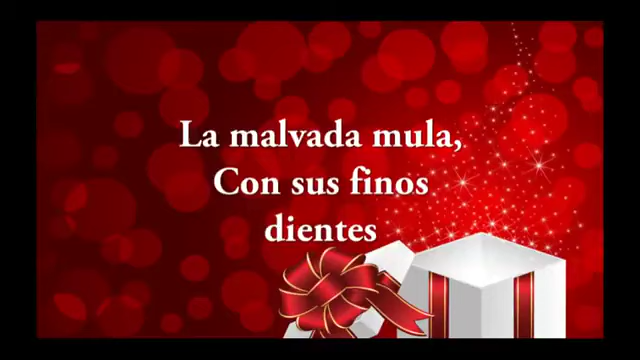 La malvada mula,
Con sus finos
dientes